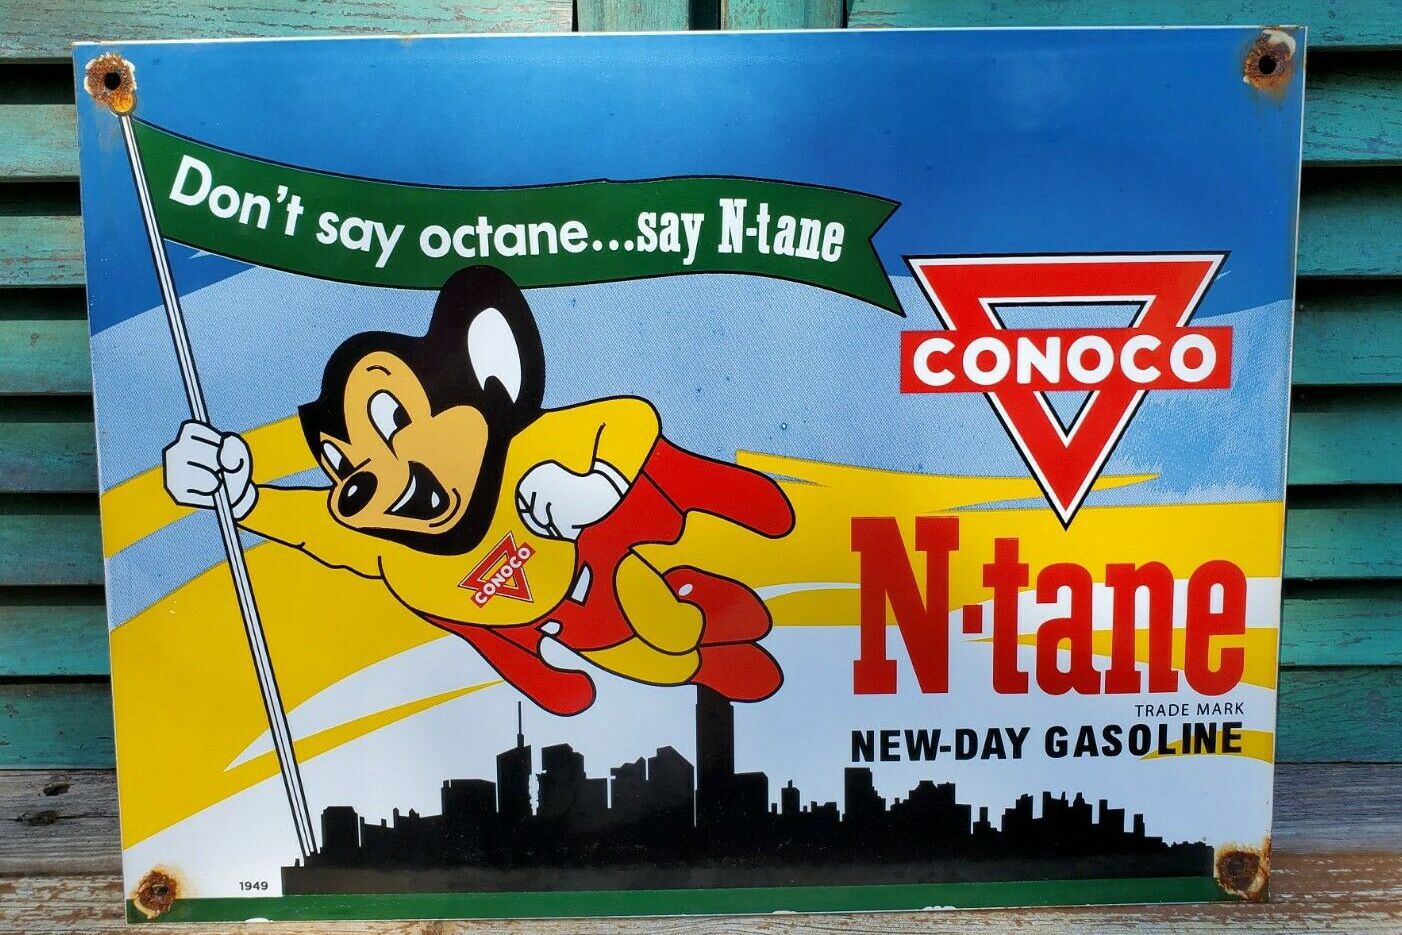 Don't say octane...say N-tane
CONOCO
CONOCO
N-tane
TRADE MARK
NEW-DAY GASOLINE
1949